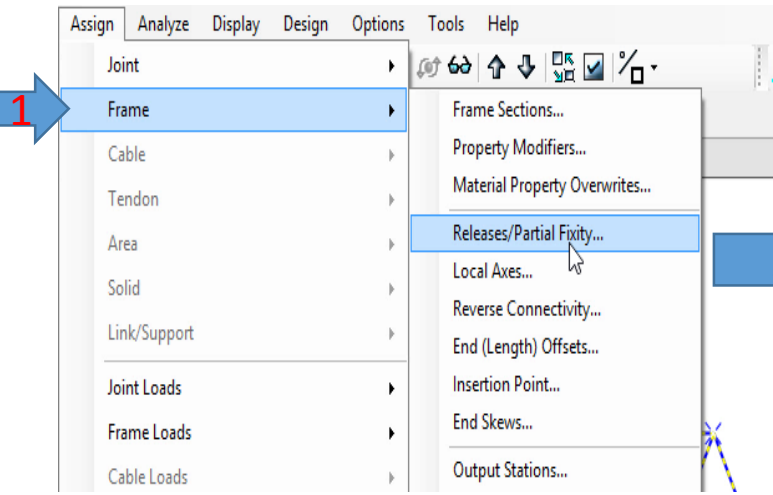 Assign Analyze Display Design Options Tools Help
Joint
1
Frame
Cable
Tendon
Area
Solid
Link/Support
Joint Loads
Frame Loads
Cable Loads
Frame Sections...
Property Modifiers...
Material Property Overwrites...
Releases/Partial Fixity...
Local Axes...
Reverse Connectivity...
End (Length) Offsets...
Insertion Point...
End Skews...
Output Stations...